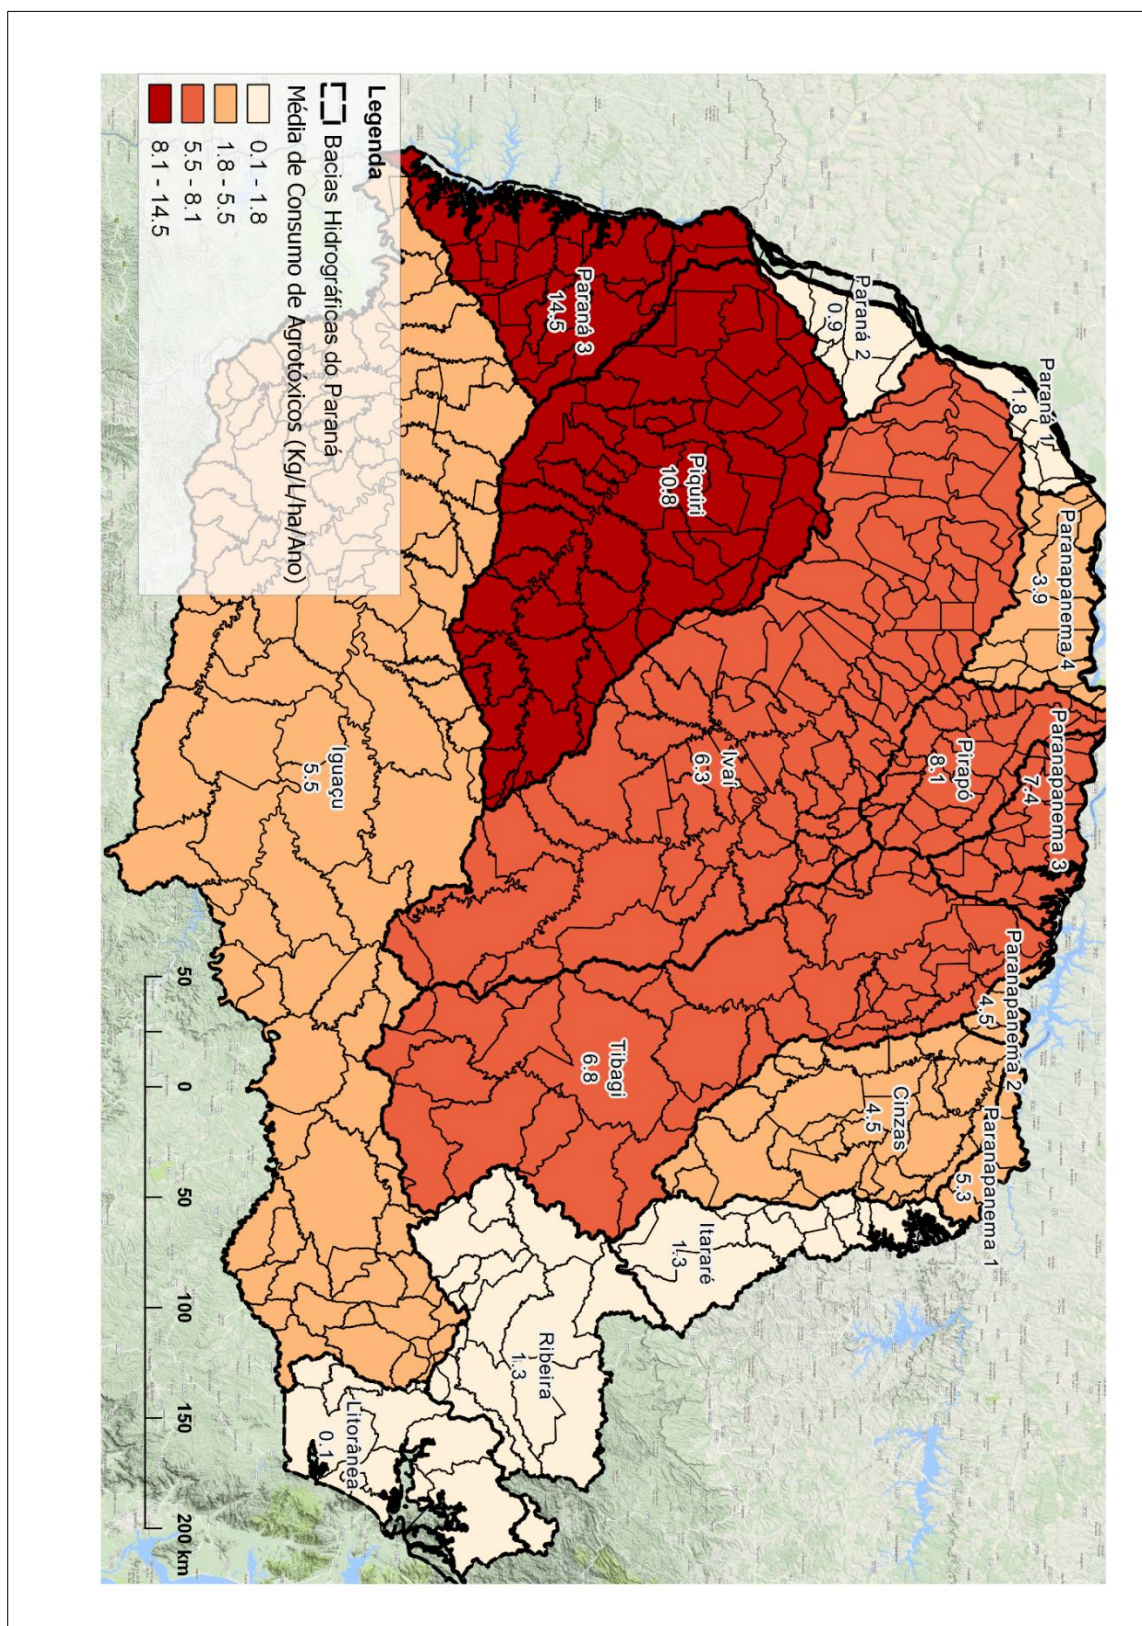 Paraná 1
1.8
Paranapanema 4
3.9
Paranapanema 3
7.4
Paranapanema 2
4.5
Paranapanema 1
5.3
Pirapó
8.1
Paraná 2
0.9
Cinzas
4.5
Ivaí
6.3
Piquiri
10.8
Itararé
1.3
Tibagi
6.8
Paraná 3
14.5
Ribeira
1.3
Iguaçu
5.5
Litorânea
0.1
Legenda
Bacias Hidrográficas do Paraná
Média de Consumo de Agrotóxicos (Kg/L/ha/Ano)
0.1 - 1.8
1.8 - 5.5
5.5 - 8.1
8.1 - 14.5
50 0 50 100 150 200 km